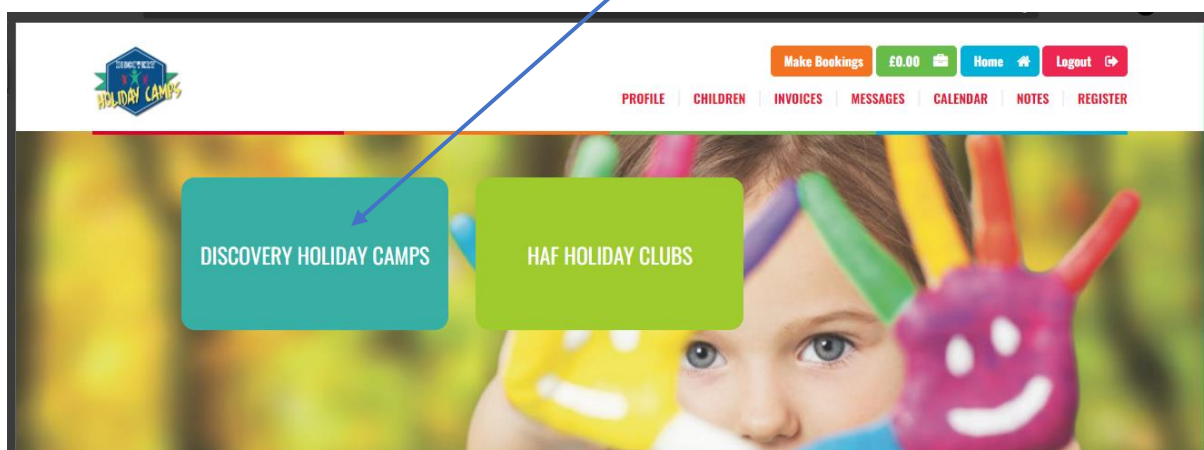 DISCOVERY
HOLIDAY CAMPS
Make Bookings £0.00 Home Logout
PROFILE CHILDREN INVOICES MESSAGES CALENDAR NOTES REGISTER
DISCOVERY HOLIDAY CAMPS HAF HOLIDAY CLUBS